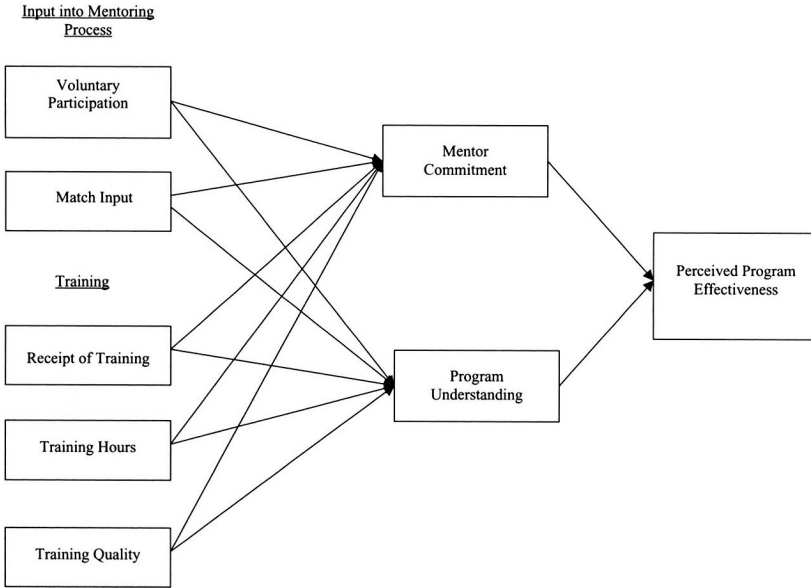 Input into Mentoring
Process
Voluntary
Participation
Match Input
Training
Receipt of Training
Training Hours
Training Quality
Mentor
Commitment
Program
Understanding
Perceived Program
Effectiveness